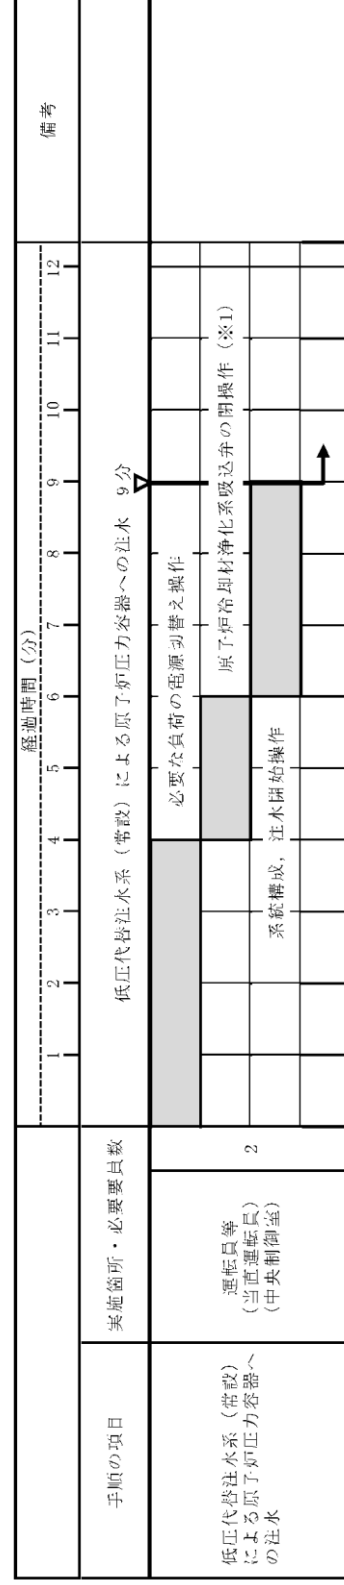 経過時間（分）
備考
1 2 3 4 5 6 7 8 9 10 11 12
手順の項目
実施箇所・必要要員数
低圧代替注水系（常設）による原子炉圧力容器への注水 9分
低圧代替注水系（常設）
による原子炉圧力容器へ
の注水
運転員等
（当直運転員）
（中央制御室）
2
必要な負荷の電源切替え操作
原子炉冷却材浄化系吸込弁の閉操作（※1）
系統構成，注水開始操作